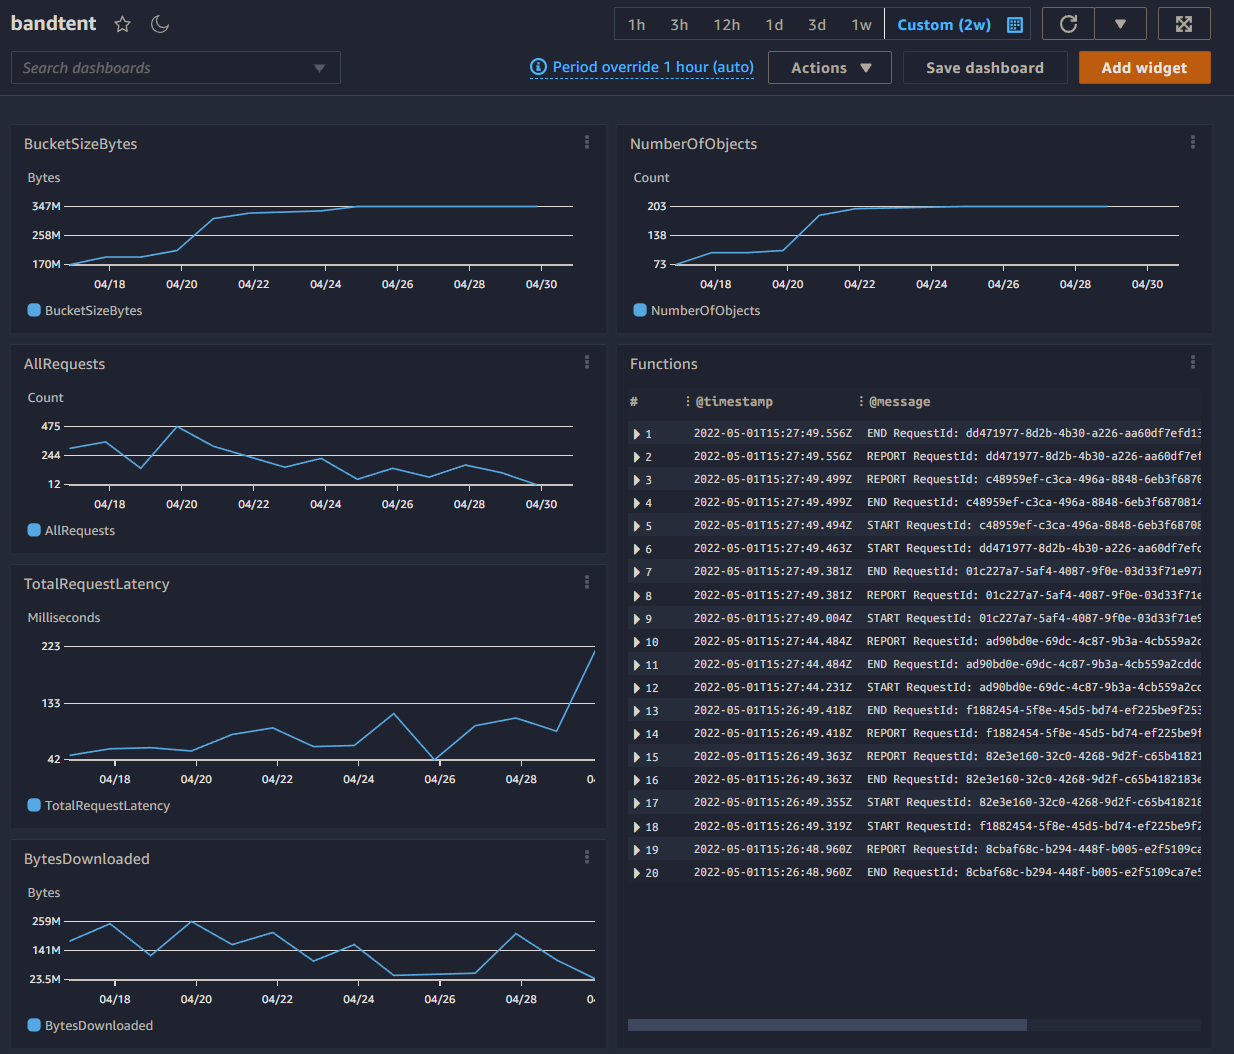 bandtent
1h 3h 12h 1d 3d 1w Custom (2w)
Search dashboards
Period override 1 hour (auto)
Actions
Save dashboard
Add widget
BucketSizeBytes
Bytes
347M
258M
170M
04/18 04/20 04/22 04/24 04/26 04/28 04/30
BucketSizeBytes
NumberOfObjects
Count
203
138
73
04/18 04/20 04/22 04/24 04/26 04/28 04/30
NumberOfObjects
AllRequests
Count
475
244
12
04/18 04/20 04/22 04/24 04/26 04/28 04/30
AllRequests
TotalRequestLatency
Milliseconds
223
133
42
04/18 04/20 04/22 04/24 04/26 04/28 04
TotalRequestLatency
BytesDownloaded
Bytes
259M
141M
23.5M
04/18 04/20 04/22 04/24 04/26 04/28 04
BytesDownloaded
Functions
# @timestamp @message
1 2022-05-01T15:27:49.556Z END RequestId: dd471977-8d2b-4b30-a226-aa60df7efd13
2 2022-05-01T15:27:49.556Z REPORT RequestId: dd471977-8d2b-4b30-a226-aa60df7ef
3 2022-05-01T15:27:49.499Z REPORT RequestId: c48959ef-c3ca-496a-8848-6eb3f6870
4 2022-05-01T15:27:49.499Z END RequestId: c48959ef-c3ca-496a-8848-6eb3f6870814
5 2022-05-01T15:27:49.494Z START RequestId: c48959ef-c3ca-496a-8848-6eb3f68708
6 2022-05-01T15:27:49.463Z START RequestId: dd471977-8d2b-4b30-a226-aa60df7efc
7 2022-05-01T15:27:49.381Z END RequestId: 01c227a7-5af4-4087-9f0e-03d33f71e977
8 2022-05-01T15:27:49.381Z REPORT RequestId: 01c227a7-5af4-4087-9f0e-03d33f71e
9 2022-05-01T15:27:49.004Z START RequestId: 01c227a7-5af4-4087-9f0e-03d33f71e9
10 2022-05-01T15:27:44.484Z REPORT RequestId: ad90bd0e-69dc-4c87-9b3a-4cb559a2c
11 2022-05-01T15:27:44.484Z END RequestId: ad90bd0e-69dc-4c87-9b3a-4cb559a2cddc
12 2022-05-01T15:27:44.231Z START RequestId: ad90bd0e-69dc-4c87-9b3a-4cb559a2cc
13 2022-05-01T15:26:49.418Z END RequestId: f1882454-5f8e-45d5-bd74-ef225be9f253
14 2022-05-01T15:26:49.418Z REPORT RequestId: f1882454-5f8e-45d5-bd74-ef225be9f
15 2022-05-01T15:26:49.363Z REPORT RequestId: 82e3e160-32c0-4268-9d2f-c65b41821
16 2022-05-01T15:26:49.363Z END RequestId: 82e3e160-32c0-4268-9d2f-c65b4182183e
17 2022-05-01T15:26:49.355Z START RequestId: 82e3e160-32c0-4268-9d2f-c65b418218
18 2022-05-01T15:26:49.319Z START RequestId: f1882454-5f8e-45d5-bd74-ef225be9f2
19 2022-05-01T15:26:48.960Z REPORT RequestId: 8cbaf68c-b294-448f-b005-e2f5109ca
20 2022-05-01T15:26:48.960Z END RequestId: 8cbaf68c-b294-448f-b005-e2f5109ca7e5